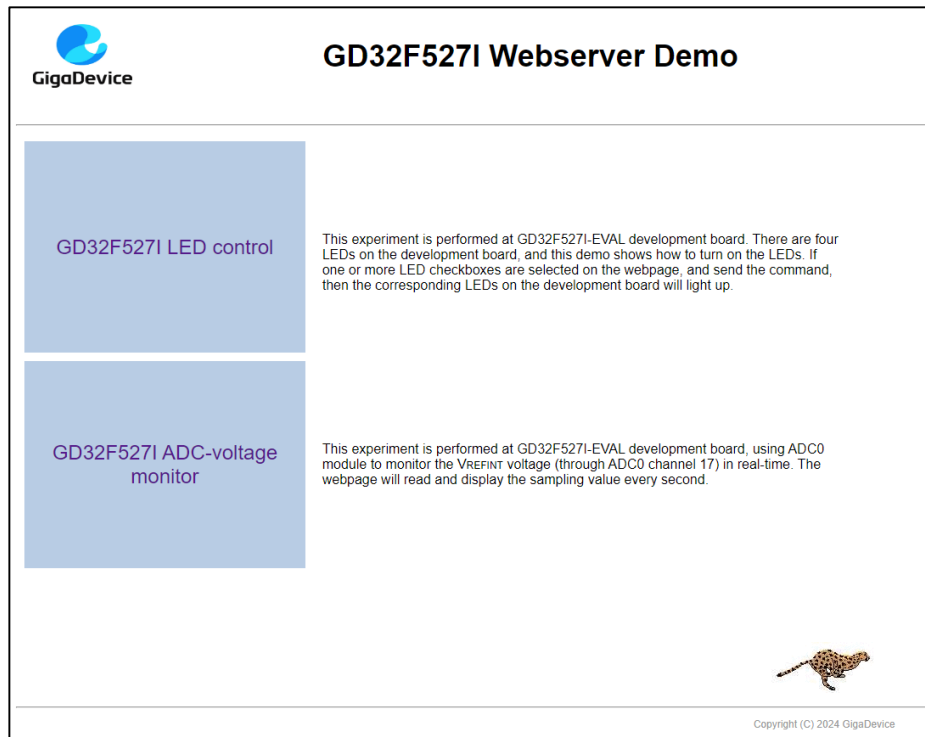 GigaDevice
GD32F527I Webserver Demo
GD32F527I LED control
This experiment is performed at GD32F527I-EVAL development board. There are four
LEDs on the development board, and this demo shows how to turn on the LEDs. If
one or more LED checkboxes are selected on the webpage, and send the command,
then the corresponding LEDs on the development board will light up.
GD32F527I ADC-voltage
monitor
This experiment is performed at GD32F527I-EVAL development board, using ADC0
module to monitor the VREFINT voltage (through ADC0 channel 17) in real-time. The
webpage will read and display the sampling value every second.
Copyright (C) 2024 GigaDevice